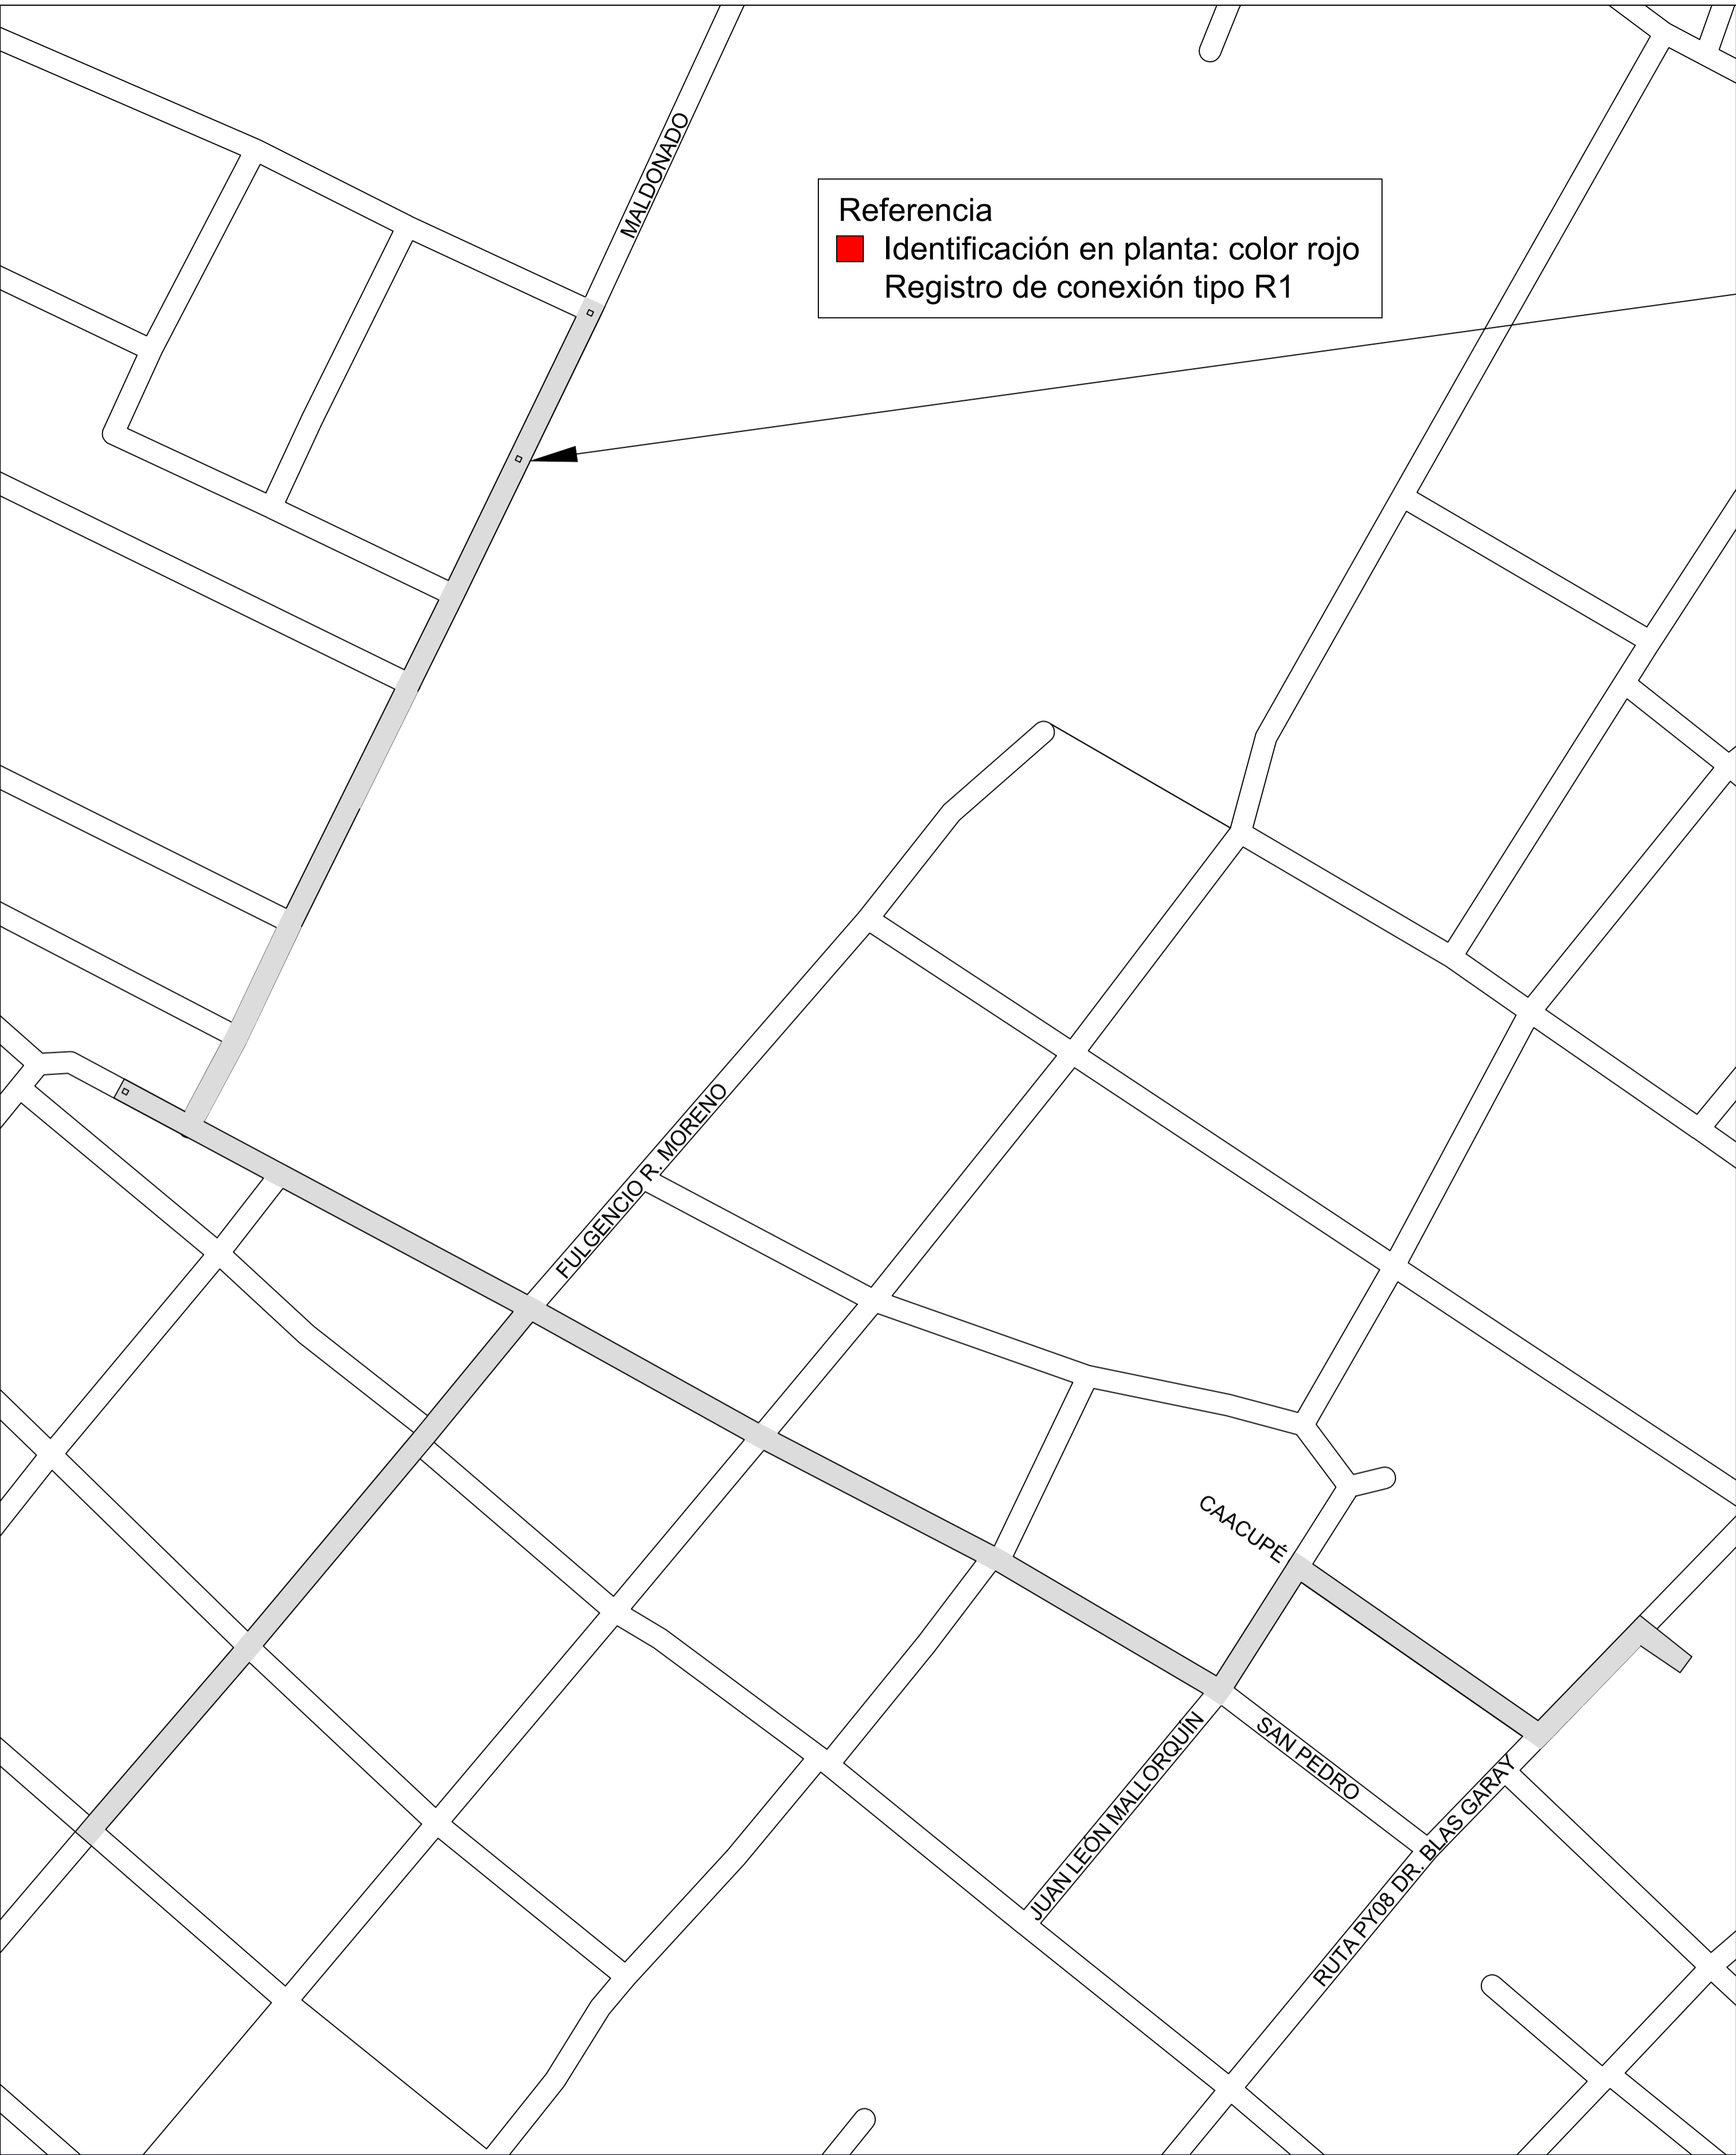 MALDONADO
Referencia
Identificación en planta: color rojo
Registro de conexión tipo R1
FULGENCIO R. MORENO
CAACUPÉ
SAN PEDRO
JUAN LEÓN MALLORQUÍN
RUTA PY08 DR. BLAS GARAY